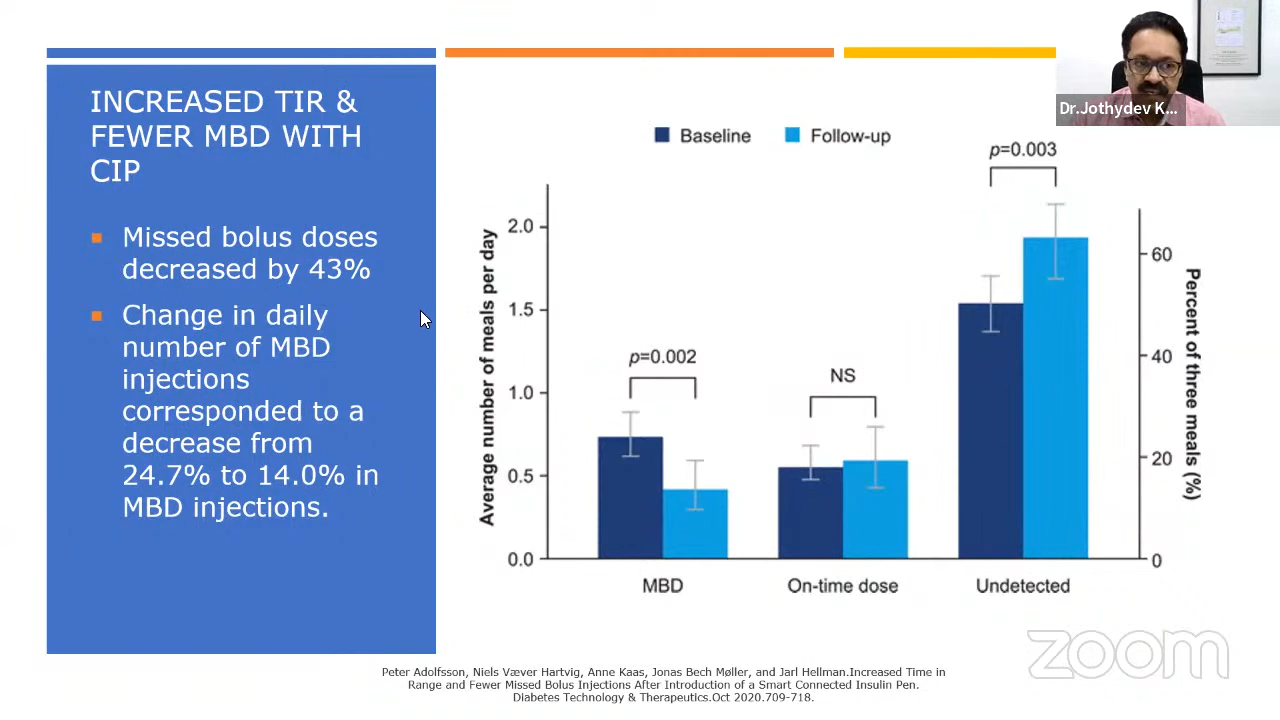 INCREASED TIR &
FEWER MBD WITH
CIP
Missed bolus doses
decreased by 43%
Change in daily
number of MBD
injections
corresponded to a
decrease from
24.7% to 14.0% in
MBD injections.
Baseline
Follow-up
Average number of meals per day
2.0
1.5
1.0
0.5
0.0
p=0.002
NS
p=0.003
MBD
On-time dose
Undetected
60
40
20
0
Percent of three meals (%)
Dr.Jothydev K...
zoom
Peter Adolfsson, Niels Væver Hartvig, Anne Kaas, Jonas Bech Møller, and Jarl Hellman.Increased Time in
Range and Fewer Missed Bolus Injections After Introduction of a Smart Connected Insulin Pen.
Diabetes Technology & Therapeutics.Oct 2020.709-718.